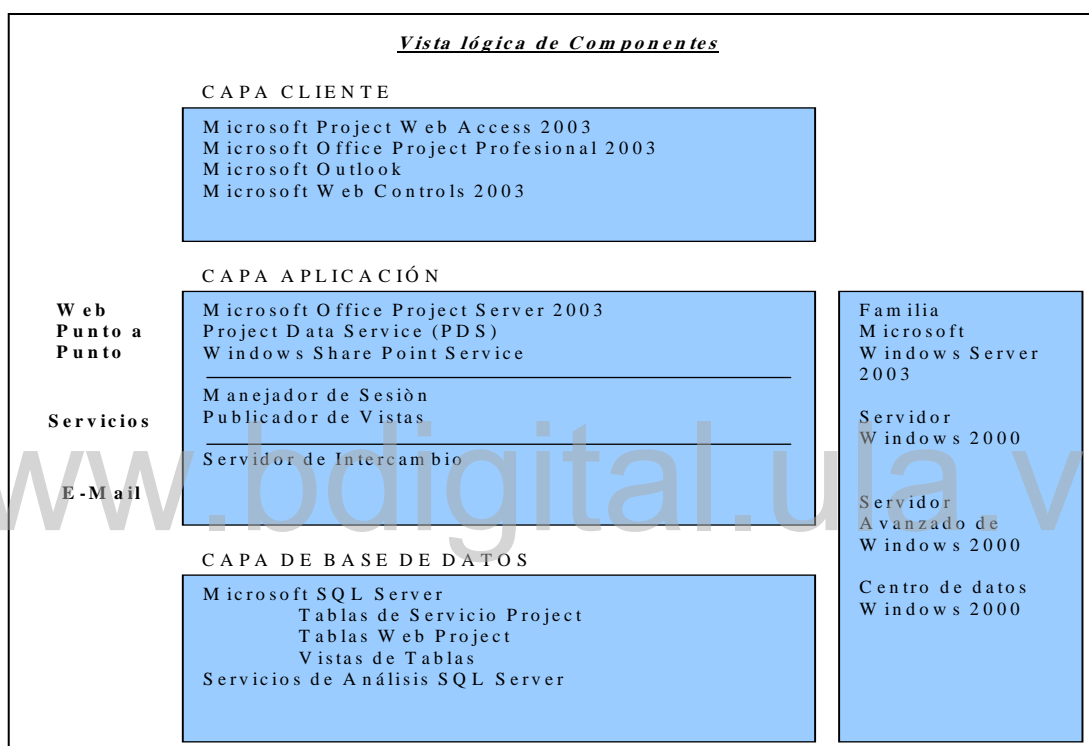 Vista lógica de Componentes
CAPA CLIENTE
Microsoft Project Web Access 2003
Microsoft Office Project Profesional 2003
Microsoft Outlook
Microsoft Web Controls 2003
CAPA APLICACIÓN
Web
Punto a
Punto
Microsoft Office Project Server 2003
Project Data Service (PDS)
Windows Share Point Service
Servicios
Manejador de Sesiòn
Publicador de Vistas
E-Mail
Servidor de Intercambio
CAPA DE BASE DE DATOS
Microsoft SQL Server
Tablas de Servicio Project
Tablas Web Project
Vistas de Tablas
Servicios de Análisis SQL Server
Familia
Microsoft
Windows Server
2003
Servidor
Windows 2000
Servidor
Avanzado de
Windows 2000
Centro de datos
Windows 2000
www.bdigital.ula.v